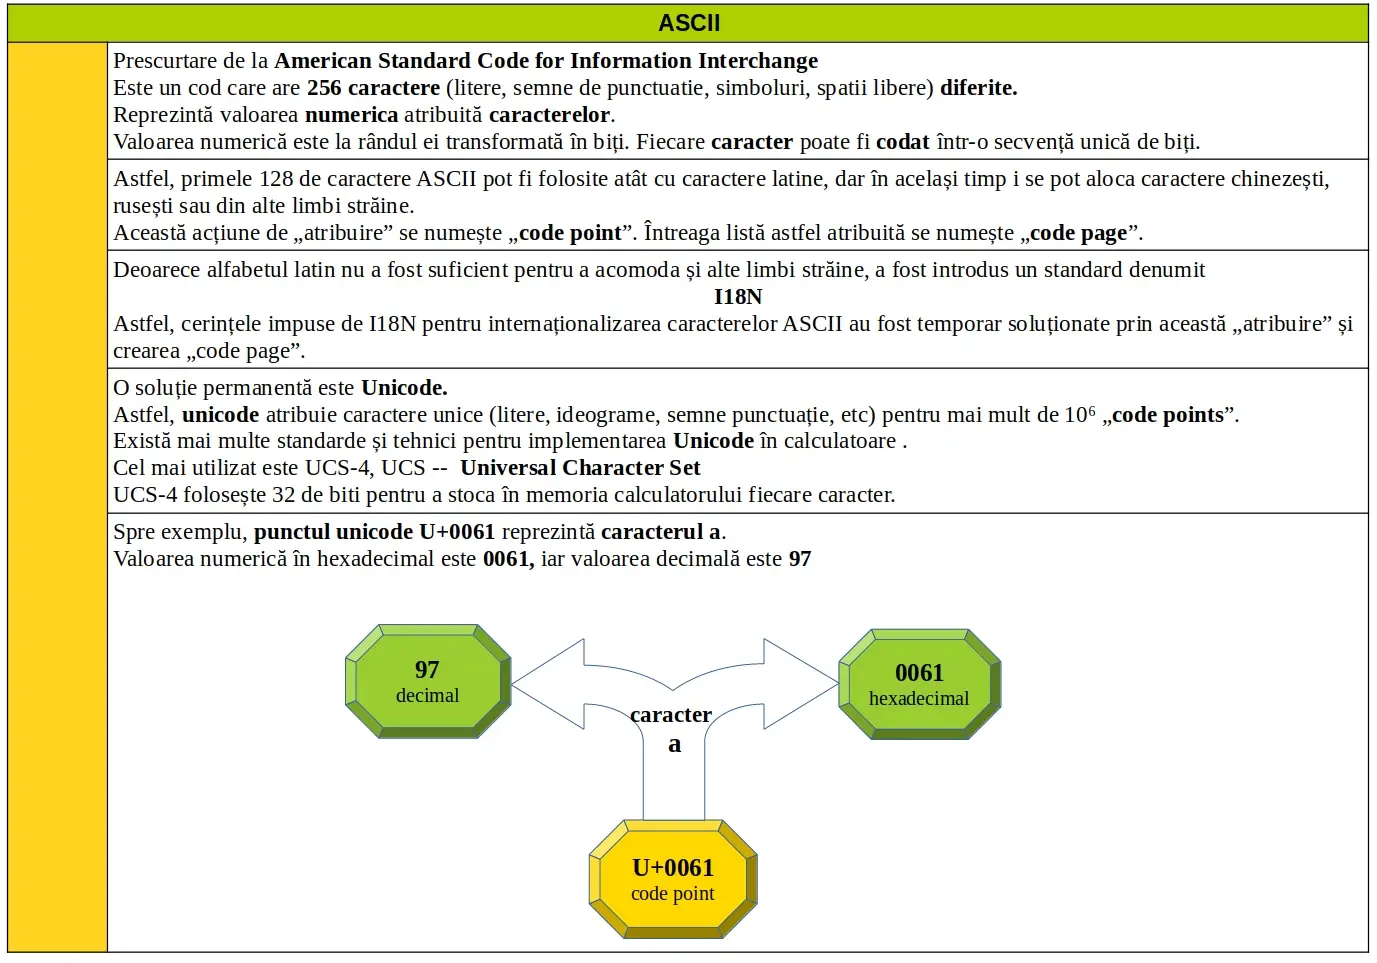 ASCII
Prescurtare de la American Standard Code for Information Interchange
Este un cod care are 256 caractere (litere, semne de punctuatie, simboluri, spatii libere) diferite.
Reprezintă valoarea numerica atribuită caracterelor.
Valoarea numerică este la rândul ei transformată în biți. Fiecare caracter poate fi codat într-o secvență unică de biți.
Astfel, primele 128 de caractere ASCII pot fi folosite atât cu caractere latine, dar în același timp i se pot aloca caractere chinezești,
rusești sau din alte limbi străine.
Această acțiune de „atribuire” se numește „code point”. Întreaga listă astfel atribuită se numește „code page”.
Deoarece alfabetul latin nu a fost suficient pentru a acomoda și alte limbi străine, a fost introdus un standard denumit
I18N
Astfel, cerințele impuse de I18N pentru internaționalizarea caracterelor ASCII au fost temporar soluționate prin această „atribuire” și
crearea „code page”.
O soluție permanentă este Unicode.
Astfel, unicode atribuie caractere unice (litere, ideograme, semne punctuație, etc) pentru mai mult de 10⁶ „code points”.
Există mai multe standarde și tehnici pentru implementarea Unicode în calculatoare .
Cel mai utilizat este UCS-4, UCS -- Universal Character Set
UCS-4 folosește 32 de biti pentru a stoca în memoria calculatorului fiecare caracter.
Spre exemplu, punctul unicode U+0061 reprezintă caracterul a.
Valoarea numerică în hexadecimal este 0061, iar valoarea decimală este 97
97
decimal
0061
hexadecimal
caracter
a
U+0061
code point